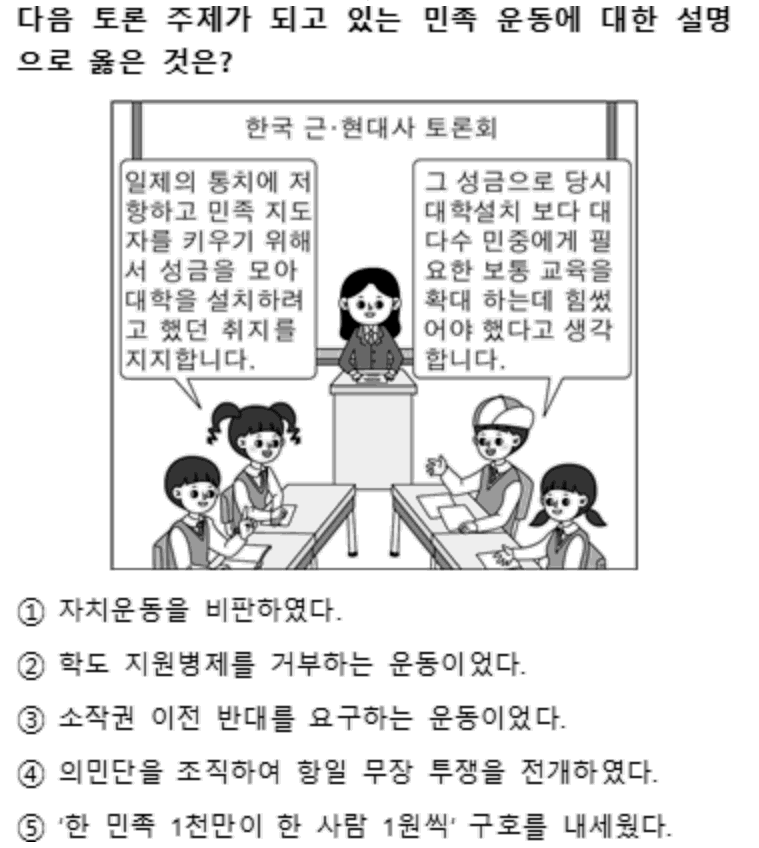 다음 토론 주제가 되고 있는 민족 운동에 대한 설명
으로 옳은 것은?
한국 근·현대사 토론회
일제의 통치에 저
항하고 민족 지도
자를 키우기 위해
서 성금을 모아
대학을 설치하려
고 했던 취지를
지지합니다.
그 성금으로 당시
대학설치 보다 대
다수 민중에게 필
요한 보통 교육을
확대 하는데 힘썼
어야 했다고 생각
합니다.
① 자치운동을 비판하였다.
② 학도 지원병제를 거부하는 운동이었다.
③ 소작권 이전 반대를 요구하는 운동이었다.
④ 의민단을 조직하여 항일 무장 투쟁을 전개하였다.
⑤ ‘한 민족 1천만이 한 사람 1원씩’ 구호를 내세웠다.